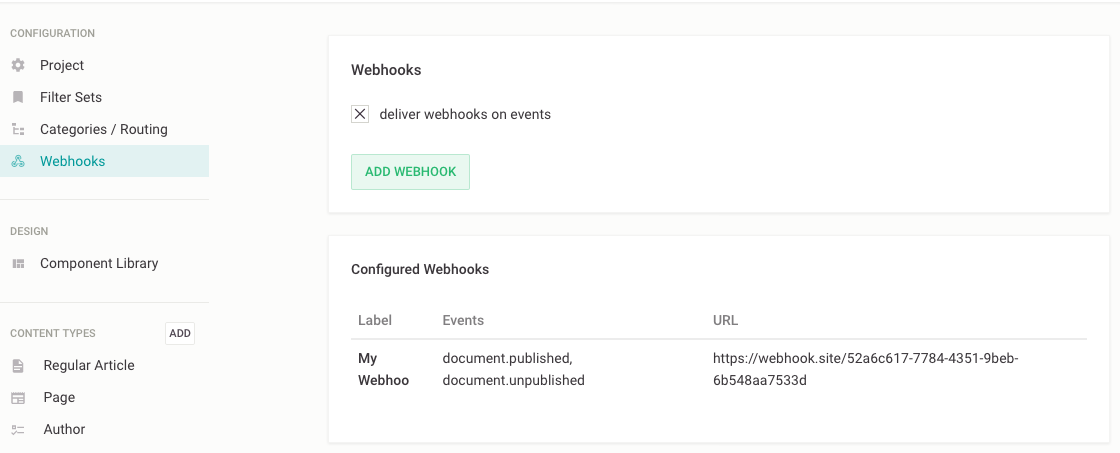 CONFIGURATION
Project
Filter Sets
Categories / Routing
Webhooks
DESIGN
Component Library
CONTENT TYPES ADD
Regular Article
Page
Author
Webhooks
deliver webhooks on events
ADD WEBHOOK
Configured Webhooks
Label Events URL
My document.published, https://webhook.site/52a6c617-7784-4351-9beb-
Webhoo document.unpublished 6b548aa7533d